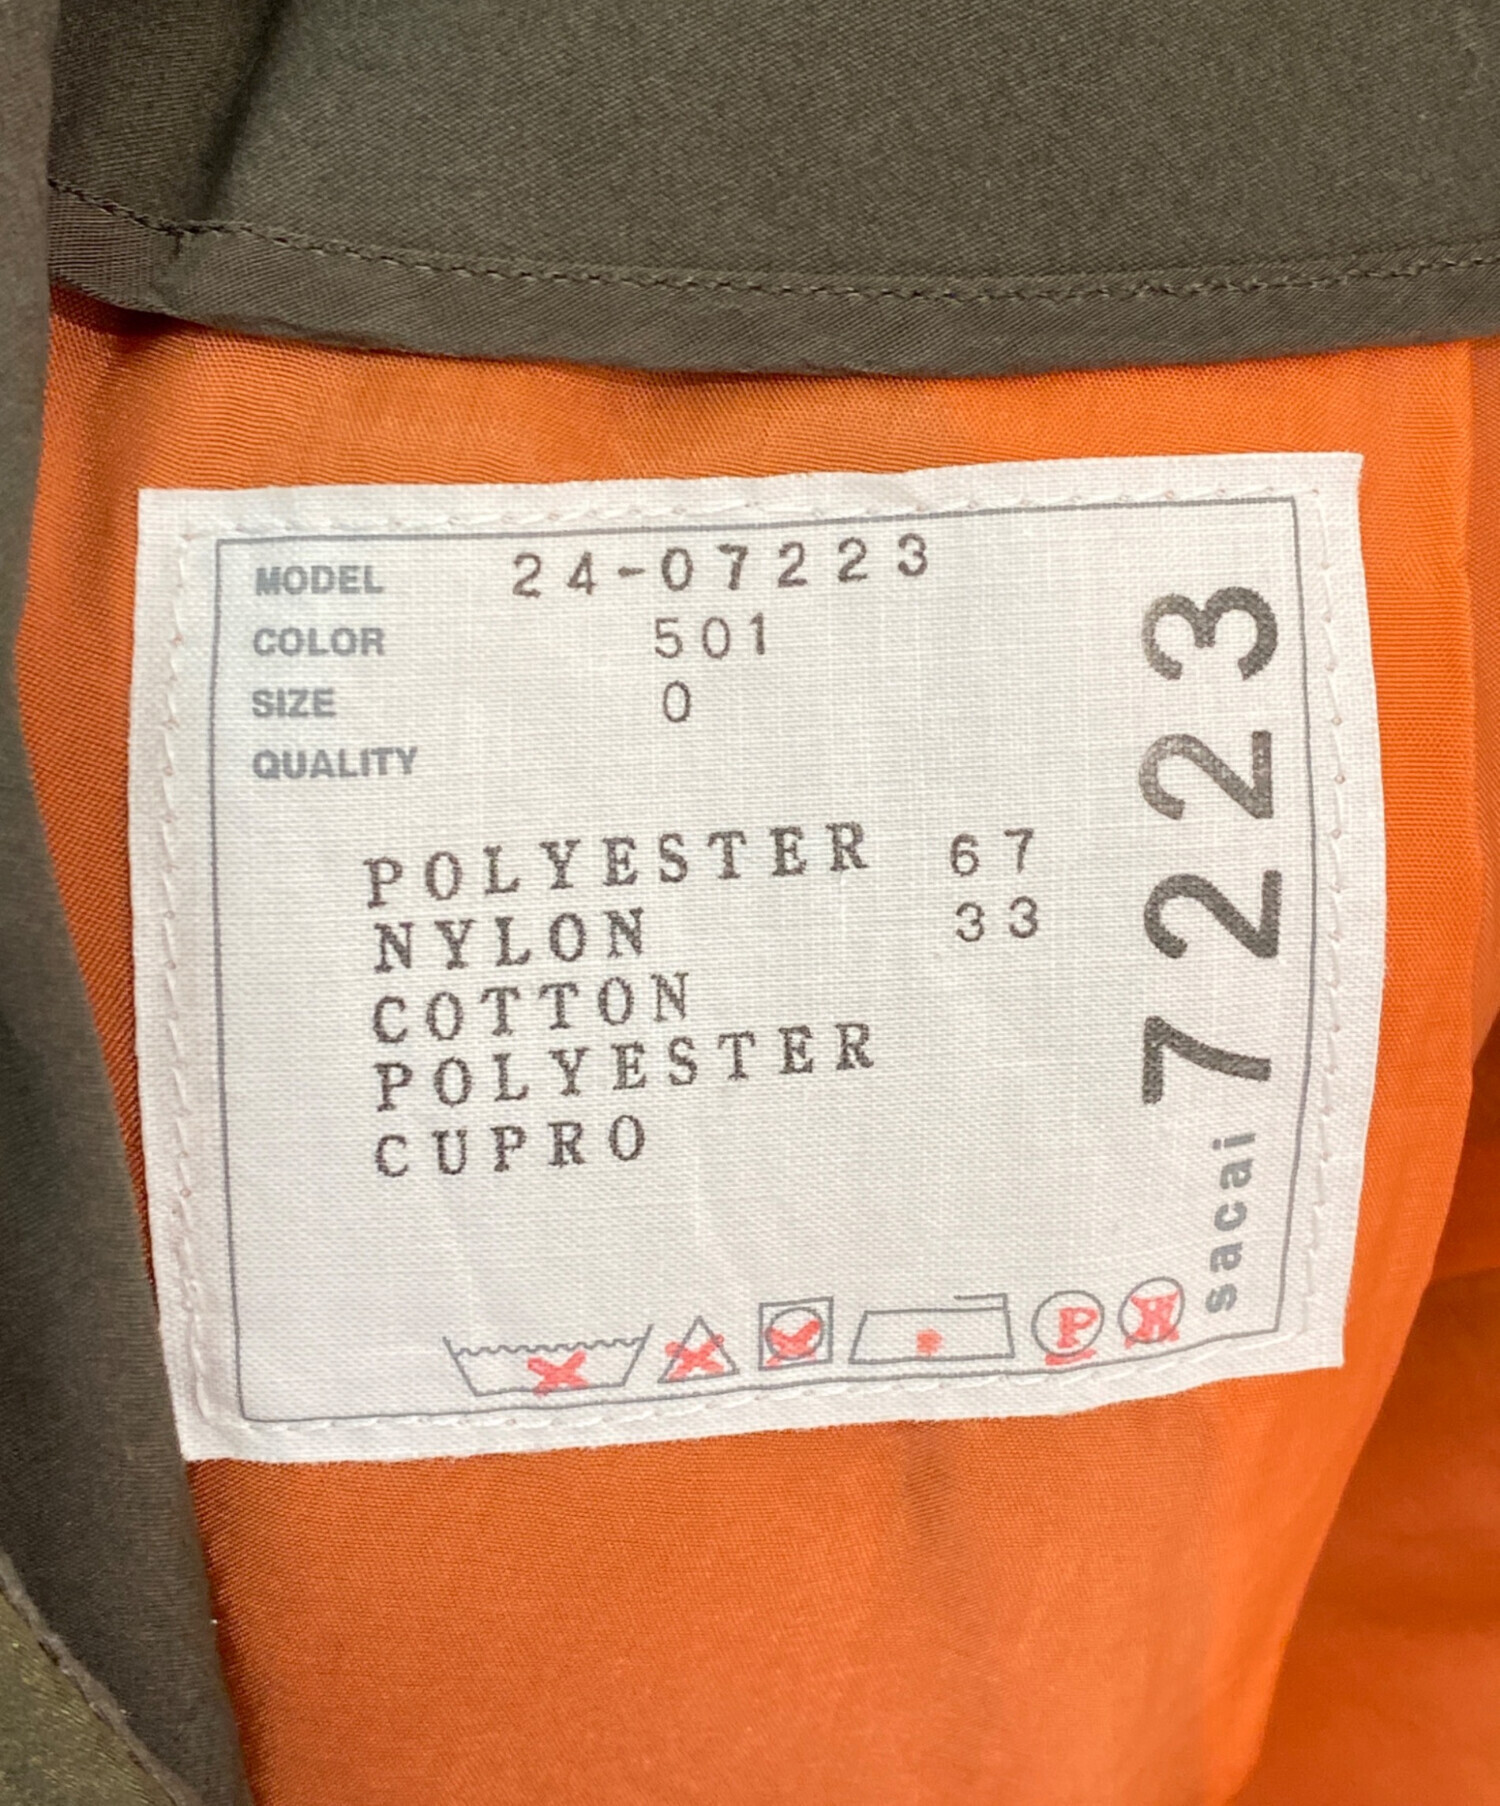 MODEL 24-07223
COLOR 501
SIZE 0
QUALITY
POLYESTER 67
NYLON 33
COTTON
POLYESTER
CUPRO
P
W
sacai 7223